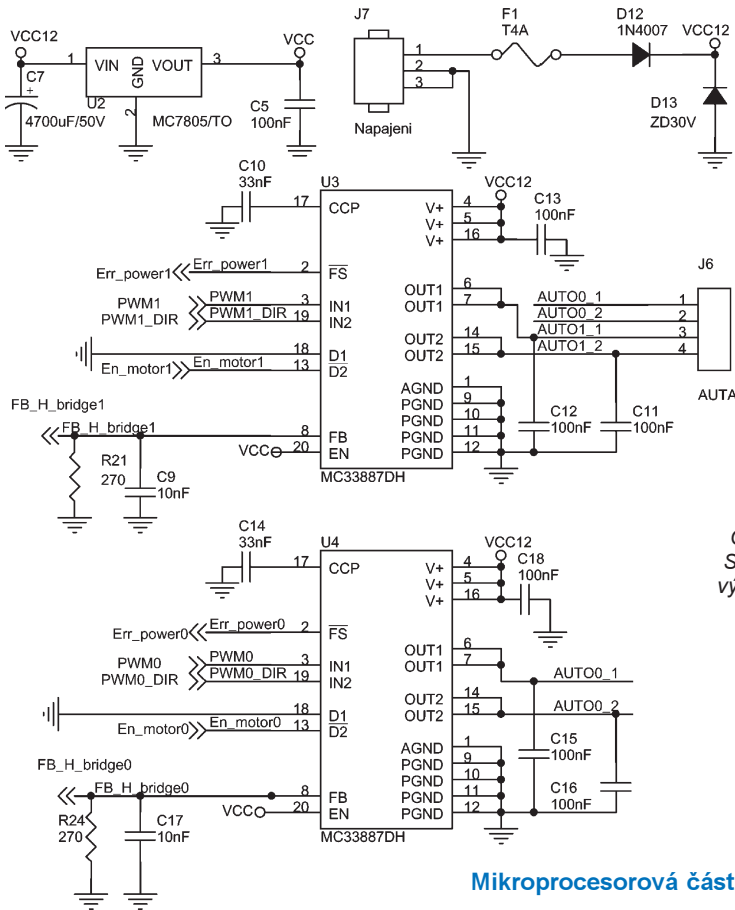 VCC12
1 VIN GND VOUT 3
VCC
C7
+
U2
2
4700uF/50V
MC7805/TO
C5
100nF
J7
1
2
3
Napajeni
F1
T4A
D12
1N4007
VCC12
D13
ZD30V
C10
33nF
U3
17 CCP
VCC12
V+ 4
V+ 5
V+ 16
C13
100nF
Err_power1 Err_power1 2 FS
PWM1 PWM1 3 IN1
PWM1_DIR PWM1_DIR 19 IN2
OUT1 6
OUT1 7
OUT2 14
OUT2 15
18 D1
En_motor1 En_motor1 13 D2
J6
AUTO0_1 1
AUTO0_2 2
AUTO1_1 3
AUTO1_2 4
AUTA
AGND 1
PGND 9
PGND 10
PGND 11
PGND 12
C12
100nF
C11
100nF
FB_H_bridge1
FB_H_bridge1 8 FB
VCC 20 EN
MC33887DH
R21
270
C9
10nF
C14
33nF
U4
17 CCP
VCC12
V+ 4
V+ 5
V+ 16
C18
100nF
S
vý
Err_power0 Err_power0 2 FS
PWM0 PWM0 3 IN1
PWM0_DIR PWM0_DIR 19 IN2
OUT1 6
OUT1 7
AUTO0_1
OUT2 14
OUT2 15
AUTO0_2
18 D1
En_motor0 En_motor0 13 D2
AGND 1
PGND 9
PGND 10
PGND 11
PGND 12
C15
100nF
C16
100nF
FB_H_bridge0
FB_H_bridge0 8 FB
VCC 20 EN
MC33887DH
R24
270
C17
10nF
Mikroprocesorová část